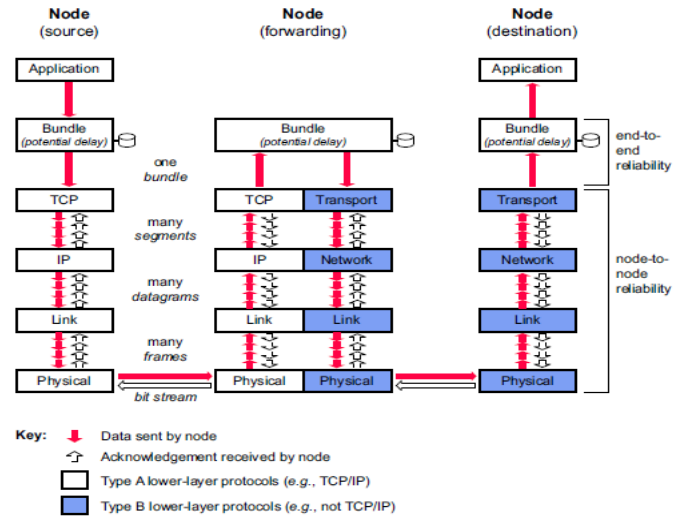 Node Node Node
(source) (forwarding) (destination)
Application Application
Bundle Bundle Bundle
(potential delay) (potential delay) (potential delay)
end-to-
end
reliability
one
bundle
TCP TCP Transport Transport
many
segments
IP IP Network Network
node-to-
node
reliability
many
datagrams
Link Link Link Link
many
frames
Physical Physical Physical Physical
bit stream
Key: Data sent by node
Acknowledgement received by node
Type A lower-layer protocols (e.g., TCP/IP)
Type B lower-layer protocols (e.g., not TCP/IP)